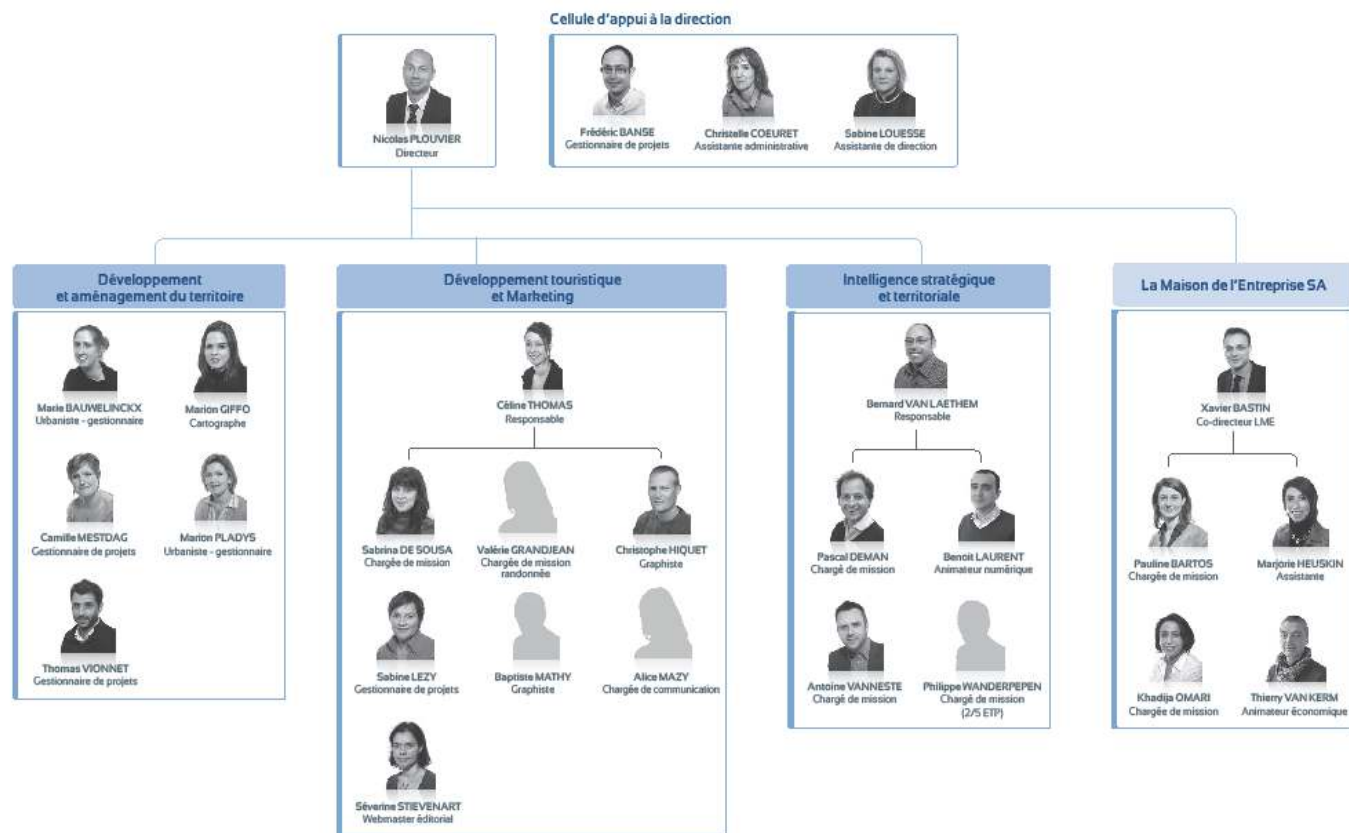 Cellule d'appui à la direction
Nicolas PLOUVIER
Directeur
Frédéric BANSE
Gestionnaire de projets
Christelle COEURET
Assistante administrative
Sabine LOUESSE
Assistante de direction
Développement
et aménagement du territoire
Marie BAUWELINCKX
Urbaniste - gestionnaire
Marion GIFFO
Cartographe
Camille MESTDAG
Gestionnaire de projets
Marion PLADYS
Urbaniste - gestionnaire
Thomas VIONNET
Gestionnaire de projets
Développement touristique
et Marketing
Céline THOMAS
Responsable
Sabrina DE SOUSA
Chargée de mission
Valérie GRANDJEAN
Chargée de mission
randonnée
Christophe HIQUET
Graphiste
Sabine LEZY
Gestionnaire de projets
Baptiste MATHY
Graphiste
Alice MAZY
Chargée de communication
Séverine STIEVENART
Webmaster éditorial
Intelligence stratégique
et territoriale
Bernard VAN LAETHEM
Responsable
Pascal DEMAN
Chargé de mission
Benoit LAURENT
Animateur numérique
Antoine VANNESTE
Chargé de mission
Philippe WANDERPEPEN
Chargé de mission
(2/5 ETP)
La Maison de l'Entreprise SA
Xavier BASTIN
Co-directeur LME
Pauline BARTOS
Chargée de mission
Marjorie HEUSKIN
Assistante
Khadija OMARI
Chargée de mission
Thierry VAN KERM
Animateur économique